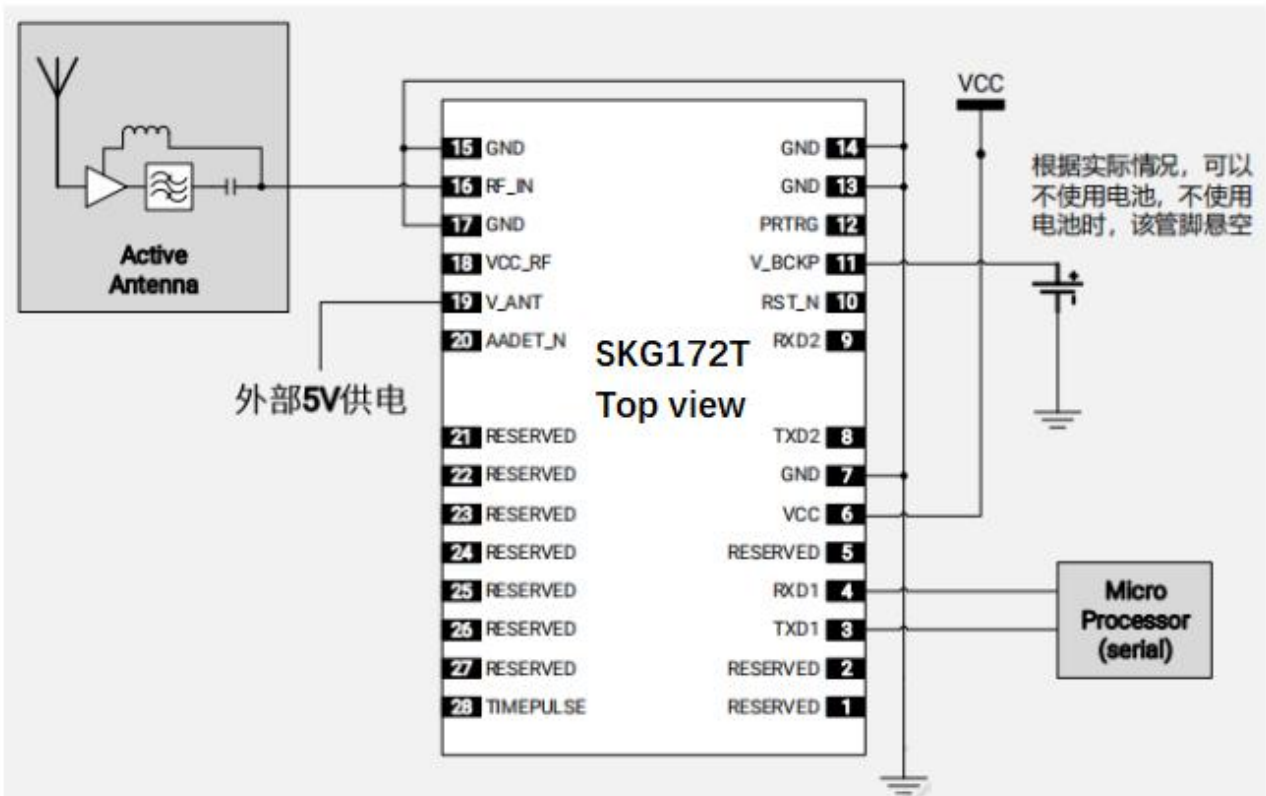 VCC
根据实际情况，可以
不使用电池，不使用
电池时，该管脚悬空
Active
Antenna
外部5V供电
15 GND
16 RF_IN
17 GND
18 VCC_RF
19 V_ANT
20 AADET_N
21 RESERVED
22 RESERVED
23 RESERVED
24 RESERVED
25 RESERVED
26 RESERVED
27 RESERVED
28 TIMEPULSE
SKG172T
Top view
GND 14
GND 13
PRTRG 12
V_BCKP 11
RST_N 10
RXD2 9
TXD2 8
GND 7
VCC 6
RESERVED 5
RXD1 4
TXD1 3
RESERVED 2
RESERVED 1
Micro
Processor
(serial)